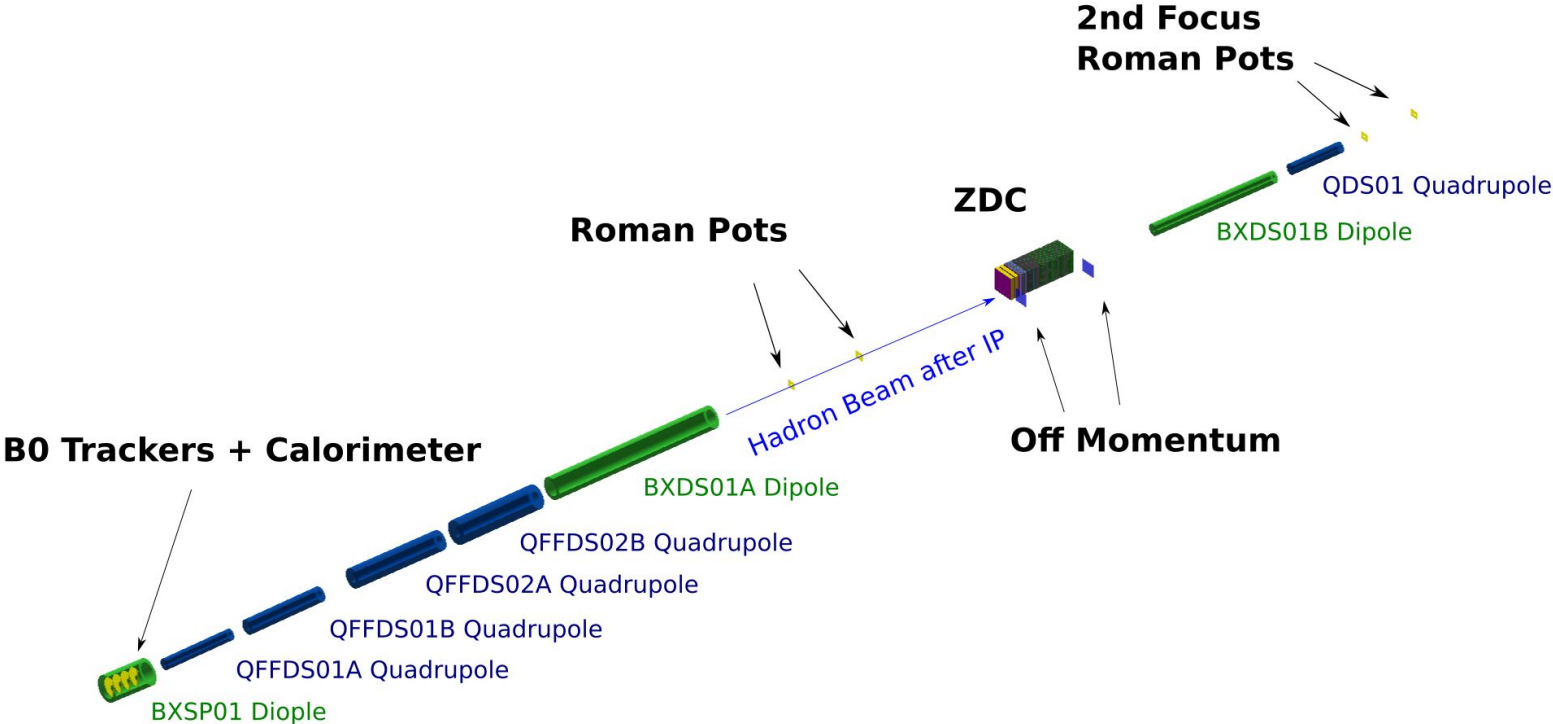 2nd Focus
Roman Pots
QDS01 Quadrupole
ZDC
BXDS01B Dipole
Roman Pots
Hadron Beam after IP
Off Momentum
B0 Trackers + Calorimeter
BXDS01A Dipole
QFFDS02B Quadrupole
QFFDS02A Quadrupole
QFFDS01B Quadrupole
QFFDS01A Quadrupole
BXSP01 Diople